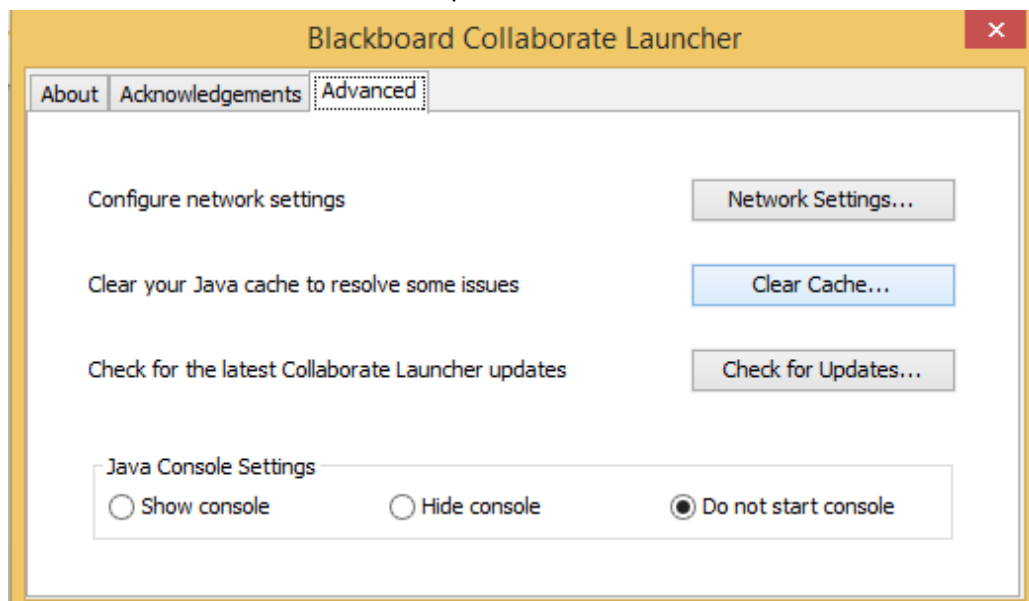 Blackboard Collaborate Launcher
About Acknowledgements Advanced
Configure network settings Network Settings...
Clear your Java cache to resolve some issues Clear Cache...
Check for the latest Collaborate Launcher updates Check for Updates...
Java Console Settings
Show console Hide console Do not start console